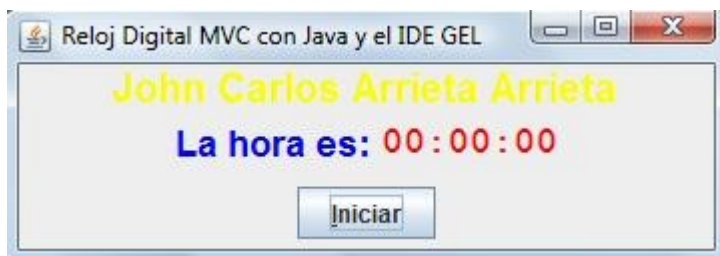 Reloj Digital MVC con Java y el IDE GEL
John Carlos Arrieta Arrieta
La hora es: 00:00:00
Iniciar